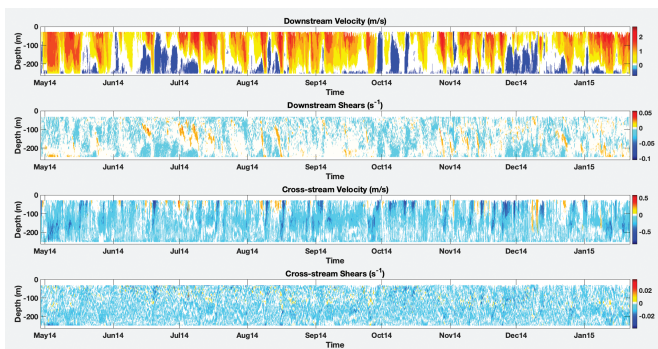 Downstream Velocity (m/s)
0
-100
-200
Depth (m)
2
1
0
May14 Jun14 Jul14 Aug14 Sep14 Oct14 Nov14 Dec14 Jan15
Time
Downstream Shears (s⁻¹)
0
-100
-200
Depth (m)
0.05
0
-0.05
-0.1
May14 Jun14 Jul14 Aug14 Sep14 Oct14 Nov14 Dec14 Jan15
Time
Cross-stream Velocity (m/s)
0
-100
-200
Depth (m)
0.5
0
-0.5
May14 Jun14 Jul14 Aug14 Sep14 Oct14 Nov14 Dec14 Jan15
Time
Cross-stream Shears (s⁻¹)
0
-100
-200
Depth (m)
0.02
0
-0.02
May14 Jun14 Jul14 Aug14 Sep14 Oct14 Nov14 Dec14 Jan15
Time